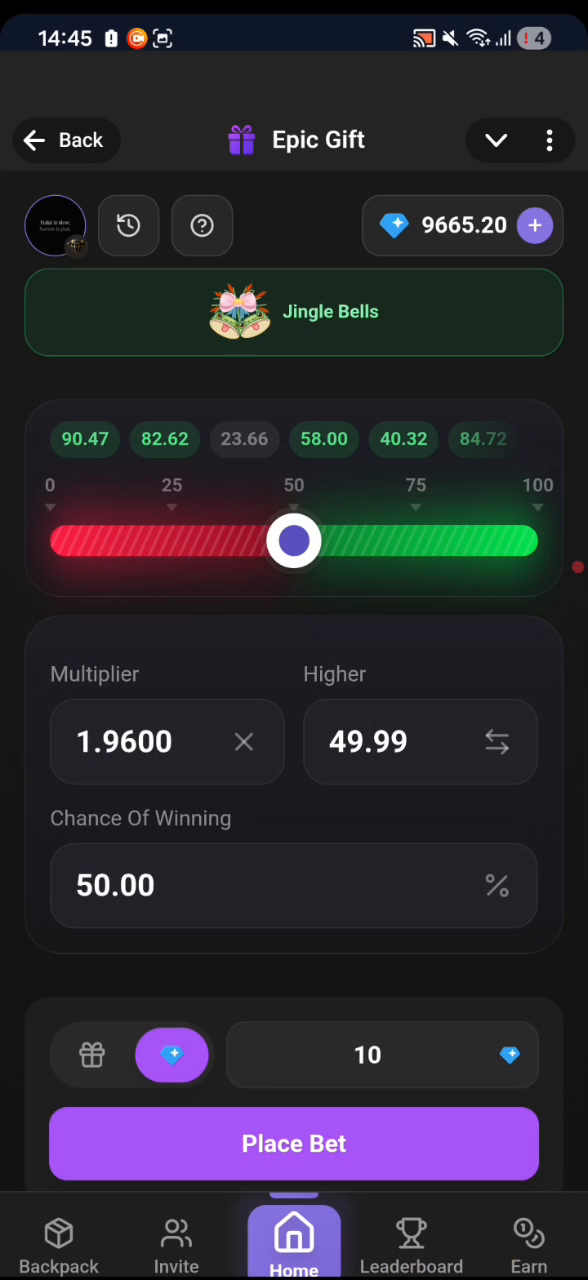 14:45 4
Back Epic Gift
9665.20 +
Jingle Bells
90.47 82.62 23.66 58.00 40.32 84.72
0 25 50 75 100
Multiplier Higher
1.9600 49.99
Chance Of Winning
50.00 %
10
Place Bet
Backpack Invite Home Leaderboard Earn